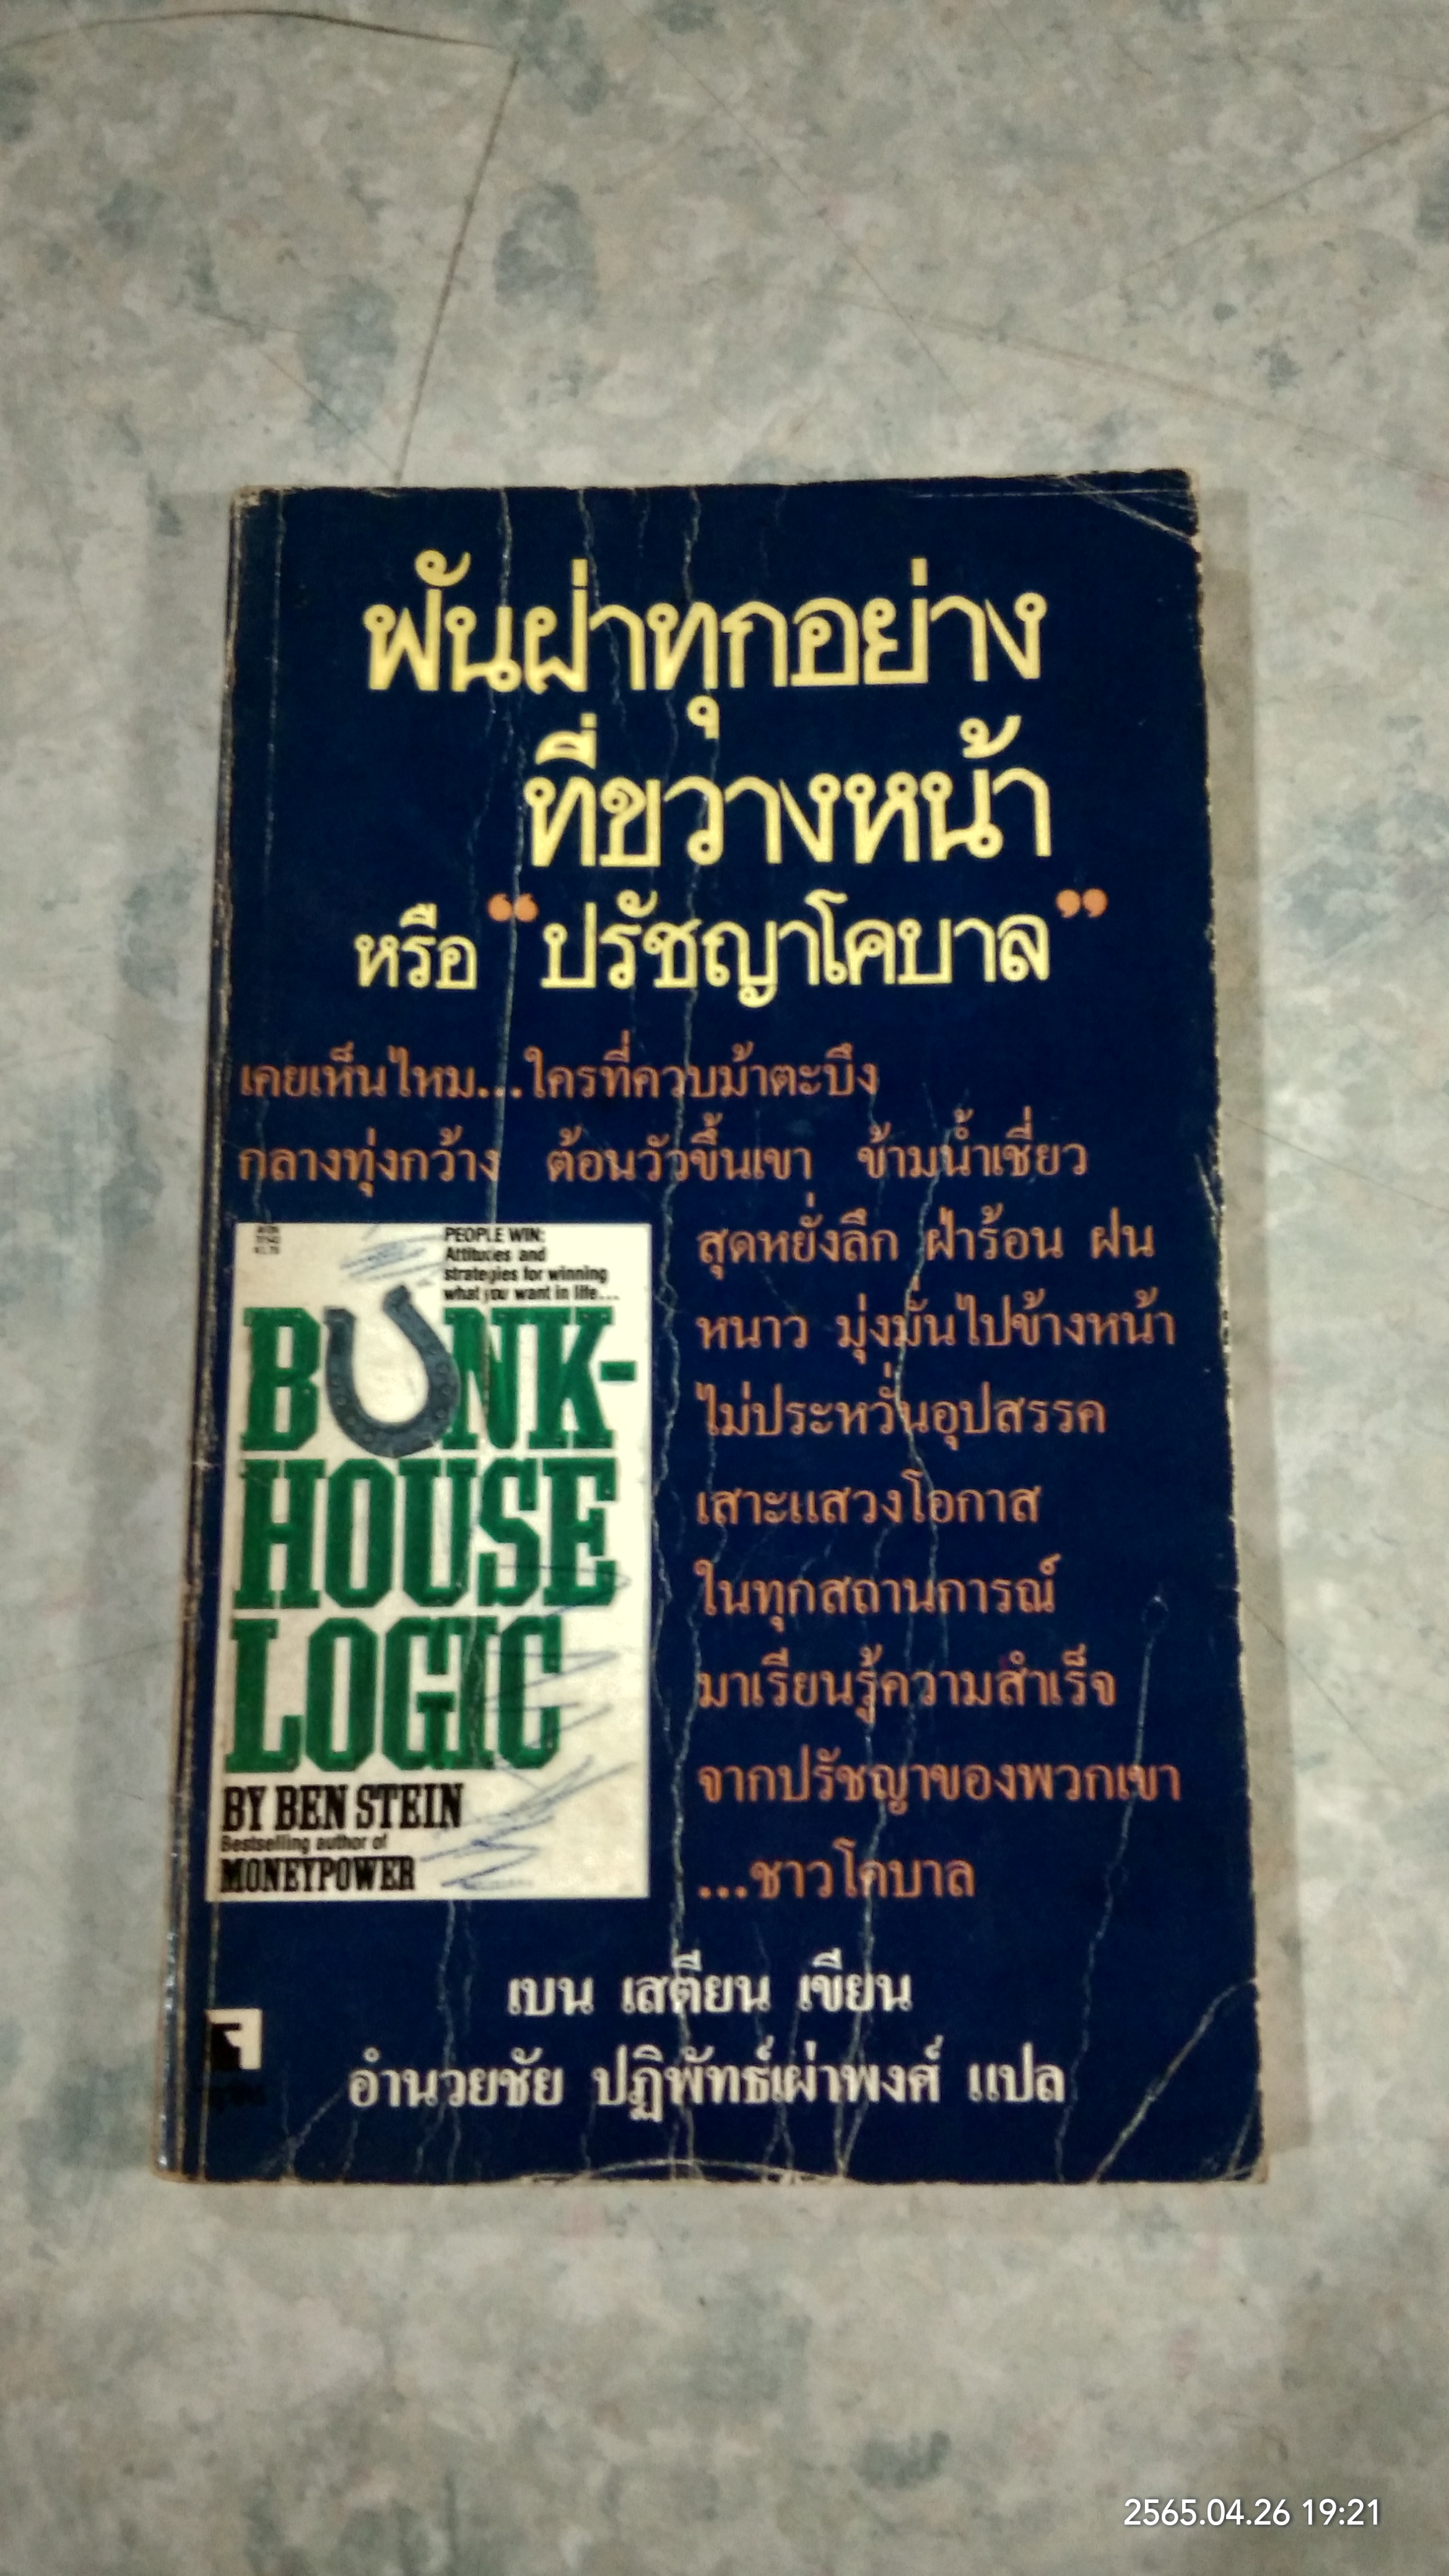 ฟันฝ่าทุกอย่าง
ที่ขวางหน้า
หรือ “ปรัชญาโคบาล”
เคยเห็นไหม...ใครที่ควบม้าตะบึง
กลางทุ่งกว้าง ต้อนวัวขึ้นเขา ข้ามน้ำเชี่ยว
สุดหยั่งลึก ฝ่าร้อน ฝน
หนาว มุ่งมั่นไปข้างหน้า
ไม่ประหวั่นอุปสรรค
เสาะแสวงโอกาส
ในทุกสถานการณ์
มาเรียนรู้ความสำเร็จ
จากปรัชญาของพวกเขา
...ชาวโคบาล
PEOPLE WIN:
Attitudes and
strategies for winning
what you want in life...
BUNK-
HOUSE
LOGIC
BY BEN STEIN
Bestselling author of
MONEYPOWER
เบน เสตียน เขียน
อำนวยชัย ปฏิพัทธ์เผ่าพงศ์ แปล
2565.04.26 19:21